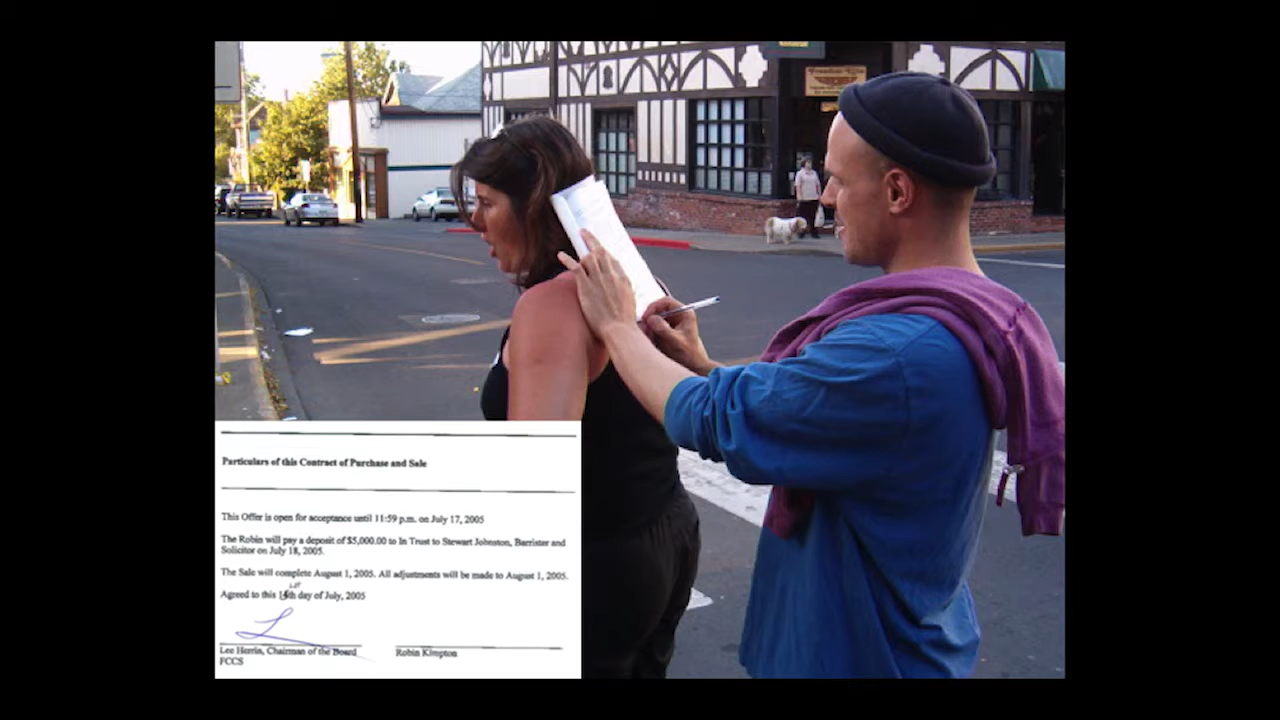 Particulars of this Contract of Purchase and Sale
This Offer is open for acceptance until 11:59 p.m. on July 17, 2005
The Robin will pay a deposit of $5,000.00 to In Trust to Stewart Johnston, Barrister and
Solicitor on July 18, 2005.
The Sale will complete August 1, 2005. All adjustments will be made to August 1, 2005.
Agreed to this day of July, 2005
Lee Herrin, Chairman of the Board
FCCS
Robin Kimpton